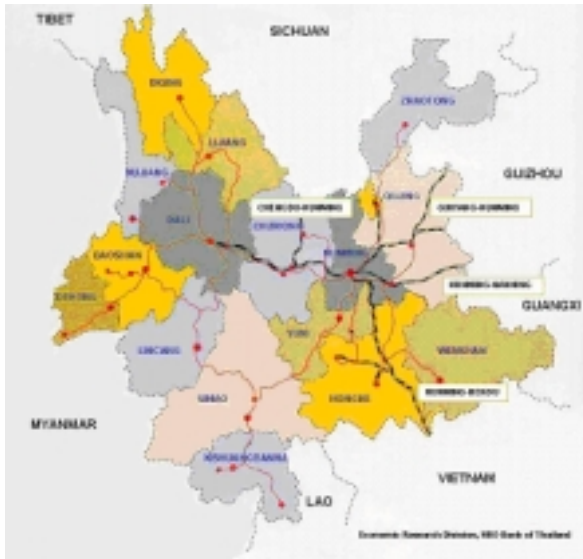 TIBET
SICHUAN
DIQING
ZHAOTONG
LIJIANG
NUJIANG
GUIZHOU
QUJING
CHENGDU-KUNMING
GUIYANG-KUNMING
DALI
CHUXIONG
KUNMING
BAOSHAN
KUNMING-NANNING
DEHONG
GUANGXI
YUXI
LINCANG
WENSHAN
SIMAO
HONGHE
KUNMING-HEKOU
MYANMAR
XISHUANGBANNA
VIETNAM
LAO
Economic Research Division, NRO Bank of Thailand